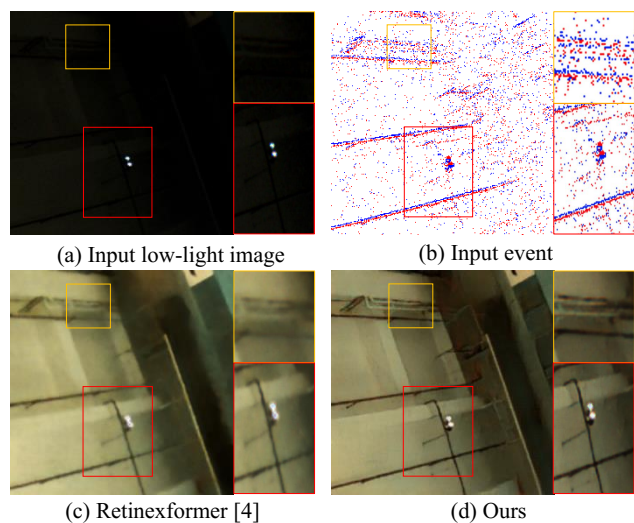 (a) Input low-light image
(b) Input event
(c) Retinexformer [4]
(d) Ours